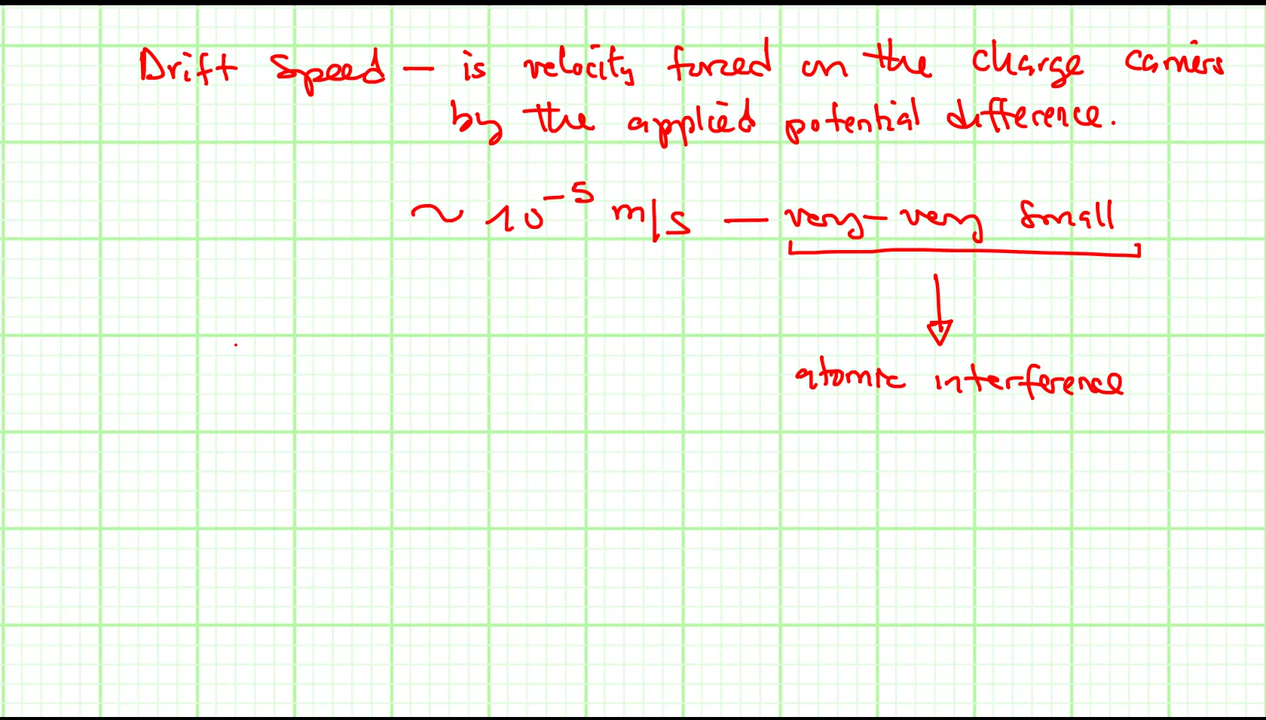 Drift Speed – is velocity forced on the charge carriers
by the applied potential difference.
~ 10⁻⁵ m/s – very-very small
atomic interference